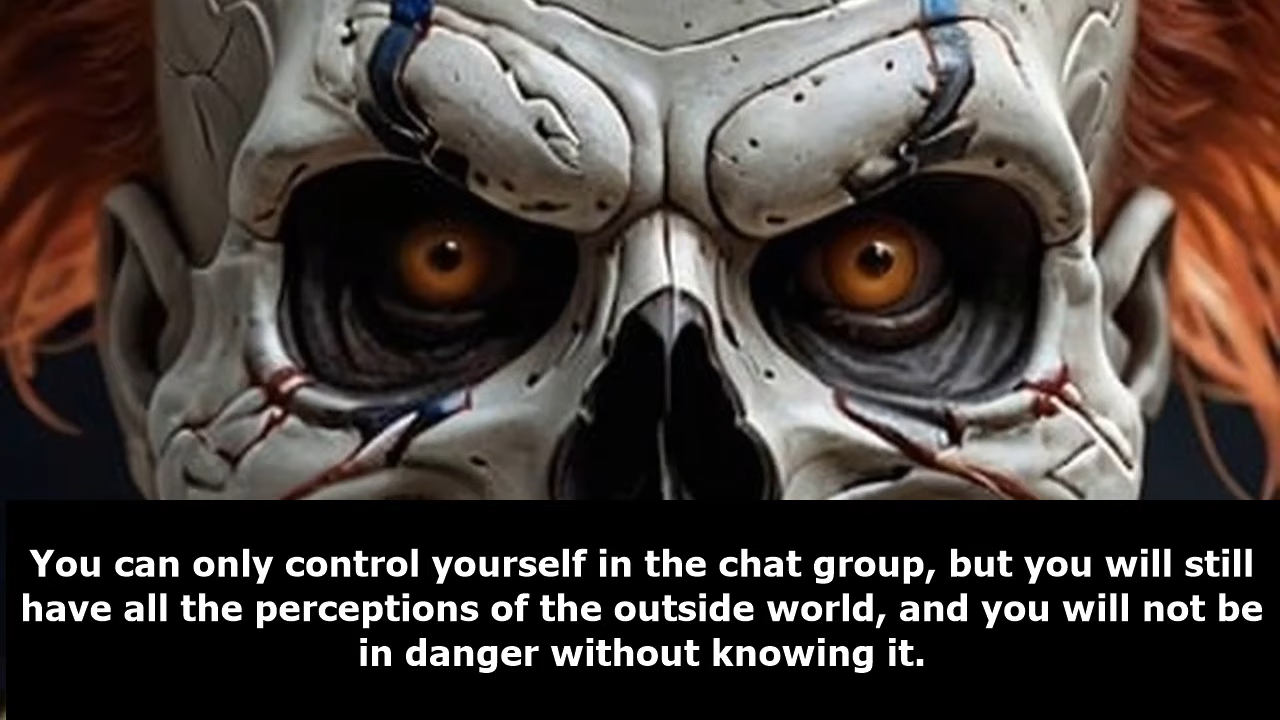 You can only control yourself in the chat group, but you will still
have all the perceptions of the outside world, and you will not be
in danger without knowing it.